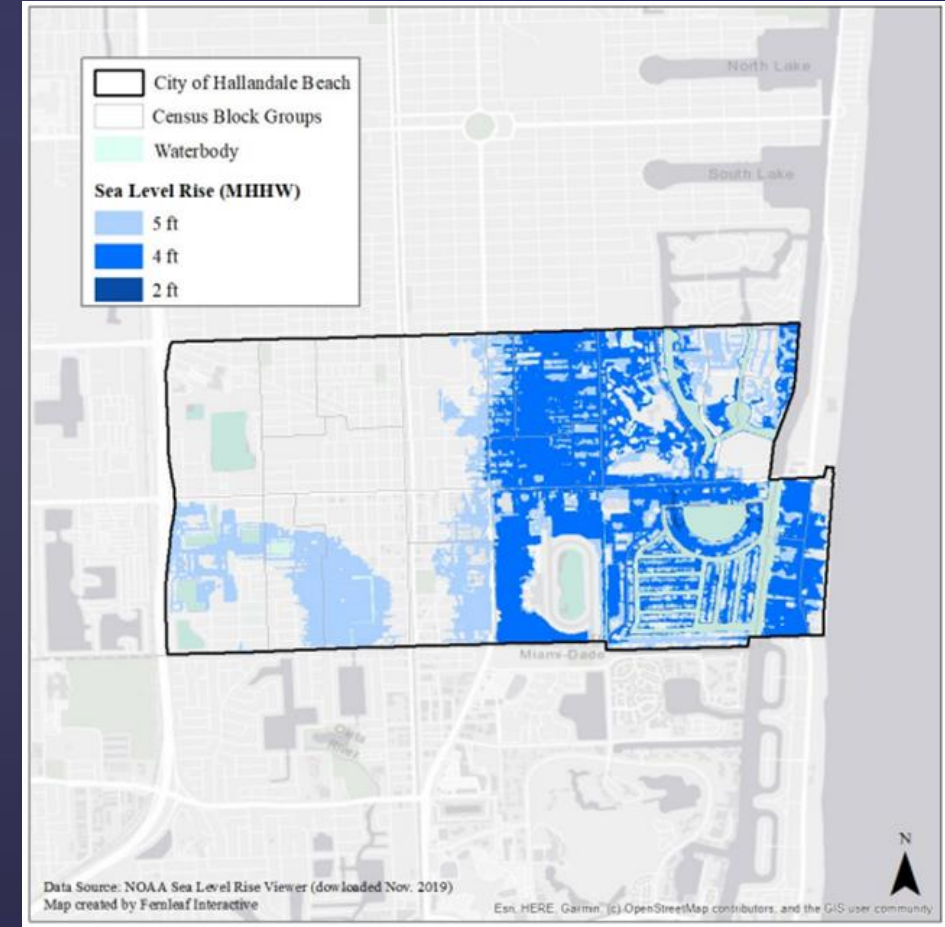 North Lake
City of Hallandale Beach
Census Block Groups
Waterbody
South Lake
Sea Level Rise (MHHW)
5 ft
4 ft
2 ft
Miami-Dade
Oleta
River
N
Data Source: NOAA Sea Level Rise Viewer (dowloaded Nov. 2019)
Map created by Fernleaf Interactive
Esri, HERE, Garmin, (c) OpenStreetMap contributors, and the GIS user community